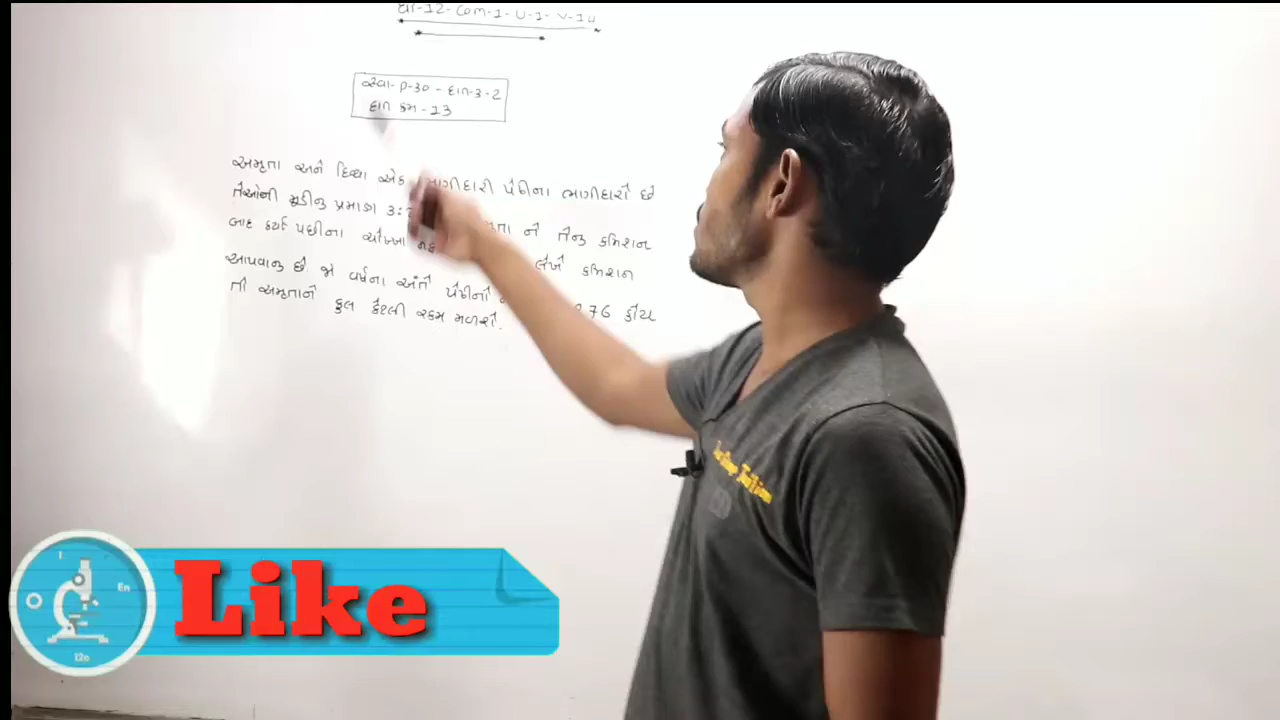 ધો-12- Com-1-U-1-V-14
સ્વા- P-30 - દાખ-3-2
દાખ ક્રમ - 13
અમૃતા અને દિવ્યા એક ભાગીદારી પેઢીના ભાગીદારો છે
તેઓની મૂડીનુ પ્રમાણ 3: ને તેનુ કમિશન
બાદ કર્યા પછીના ચોખ્ખા લેખે કમિશન
આપવાનુ છે. જો વર્ષના અંતે પેઢીનો 76 હોય
તો અમૃતાને કુલ કેટલી રકમ મળશે.
Like